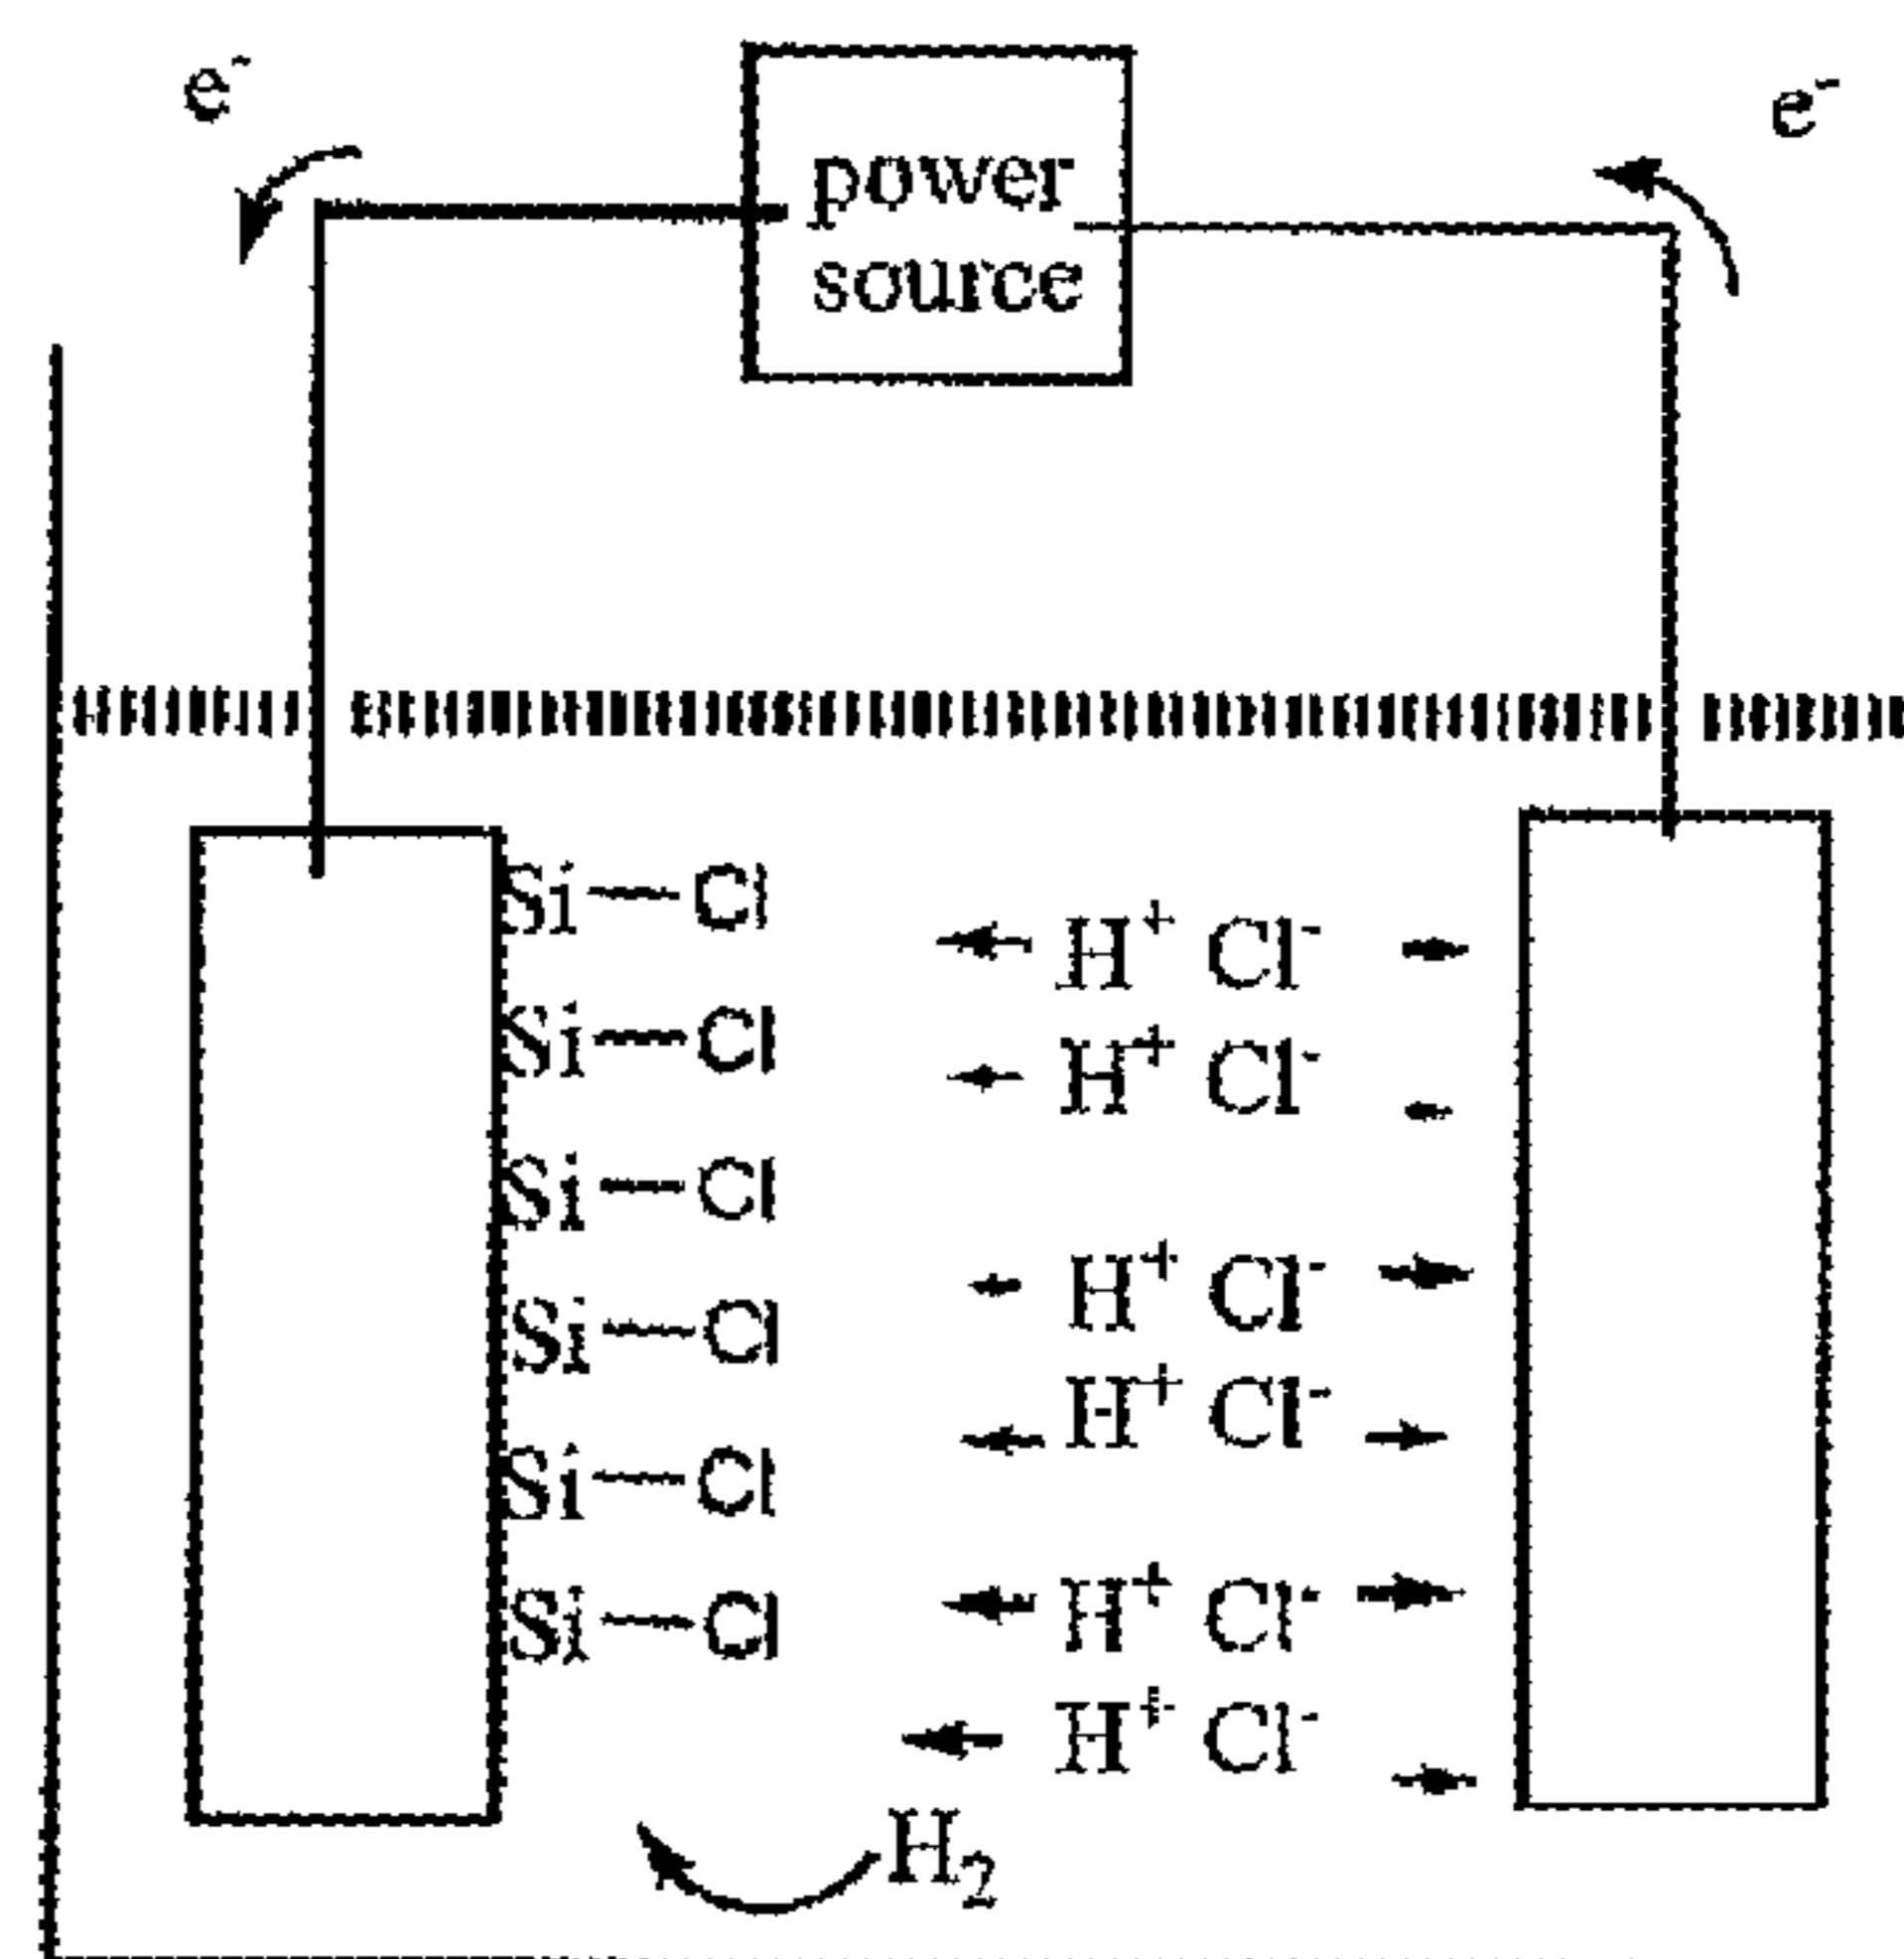 e⁻
e⁻
power
source
Si—Cl
H⁺ Cl⁻
Si—Cl
H⁺ Cl⁻
Si—Cl
H⁺ Cl⁻
Si—Cl
H⁺ Cl⁻
Si—Cl
H⁺ Cl⁻
Si—Cl
H⁺ Cl⁻
H₂